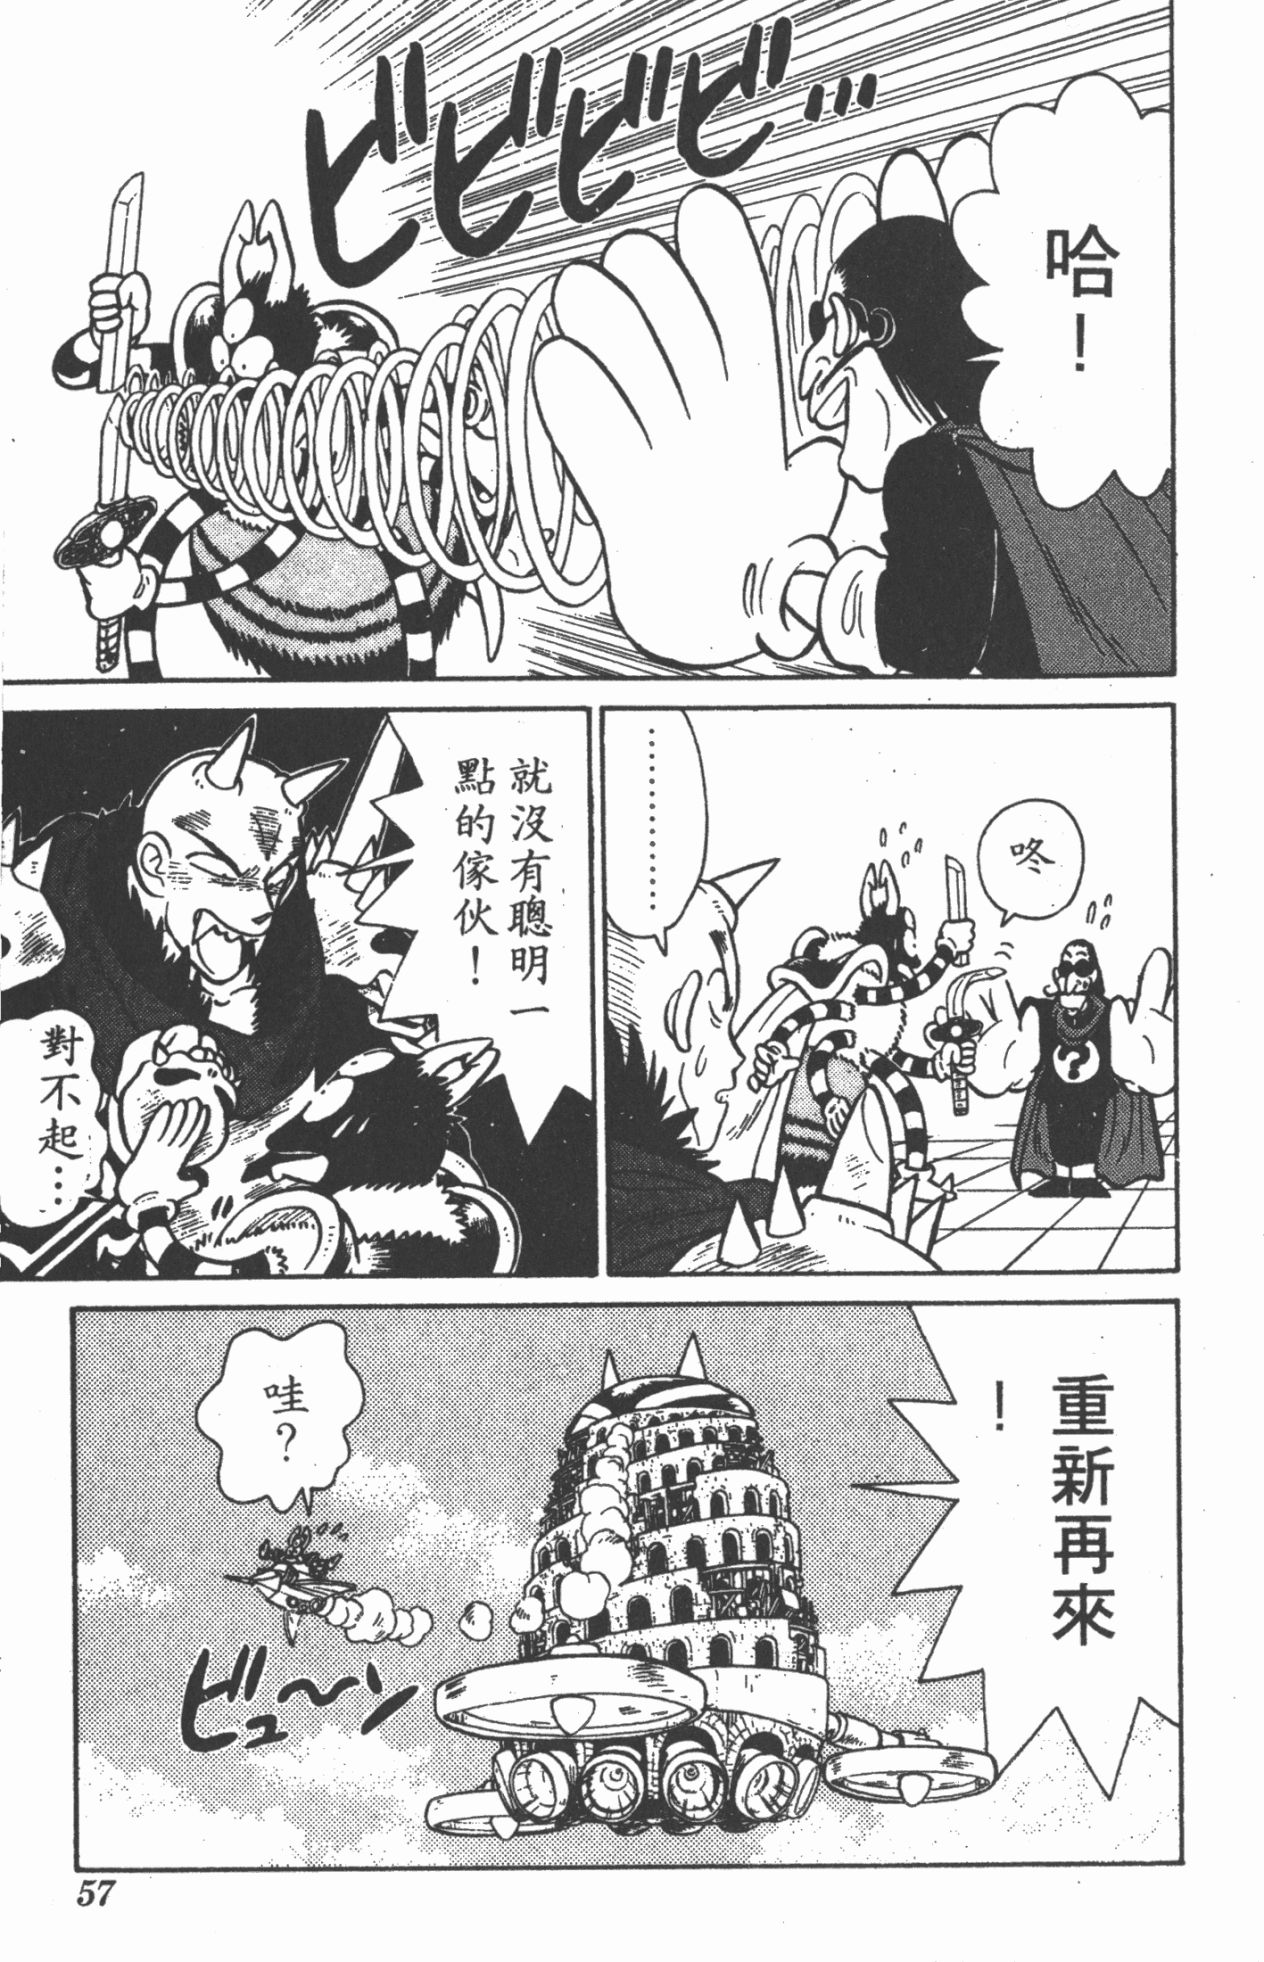 哈！
ビビビビ…
咚
………
就沒有聰明一
點的傢伙！
對不起…
重新再來
！
哇？
ビュ～ン
57